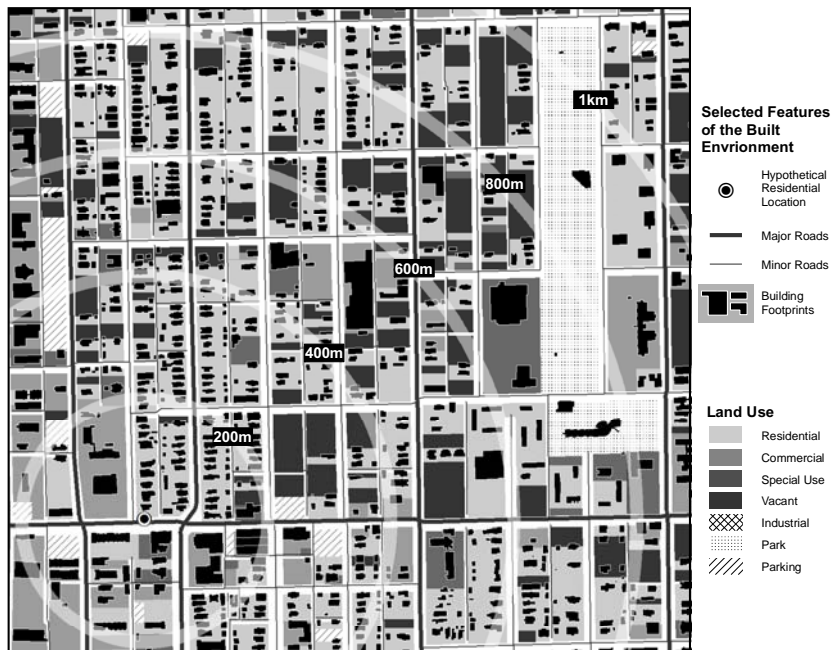 1km
800m
600m
400m
200m
Selected Features
of the Built
Envrionment
Hypothetical
Residential
Location
Major Roads
Minor Roads
Building
Footprints
Land Use
Residential
Commercial
Special Use
Vacant
Industrial
Park
Parking